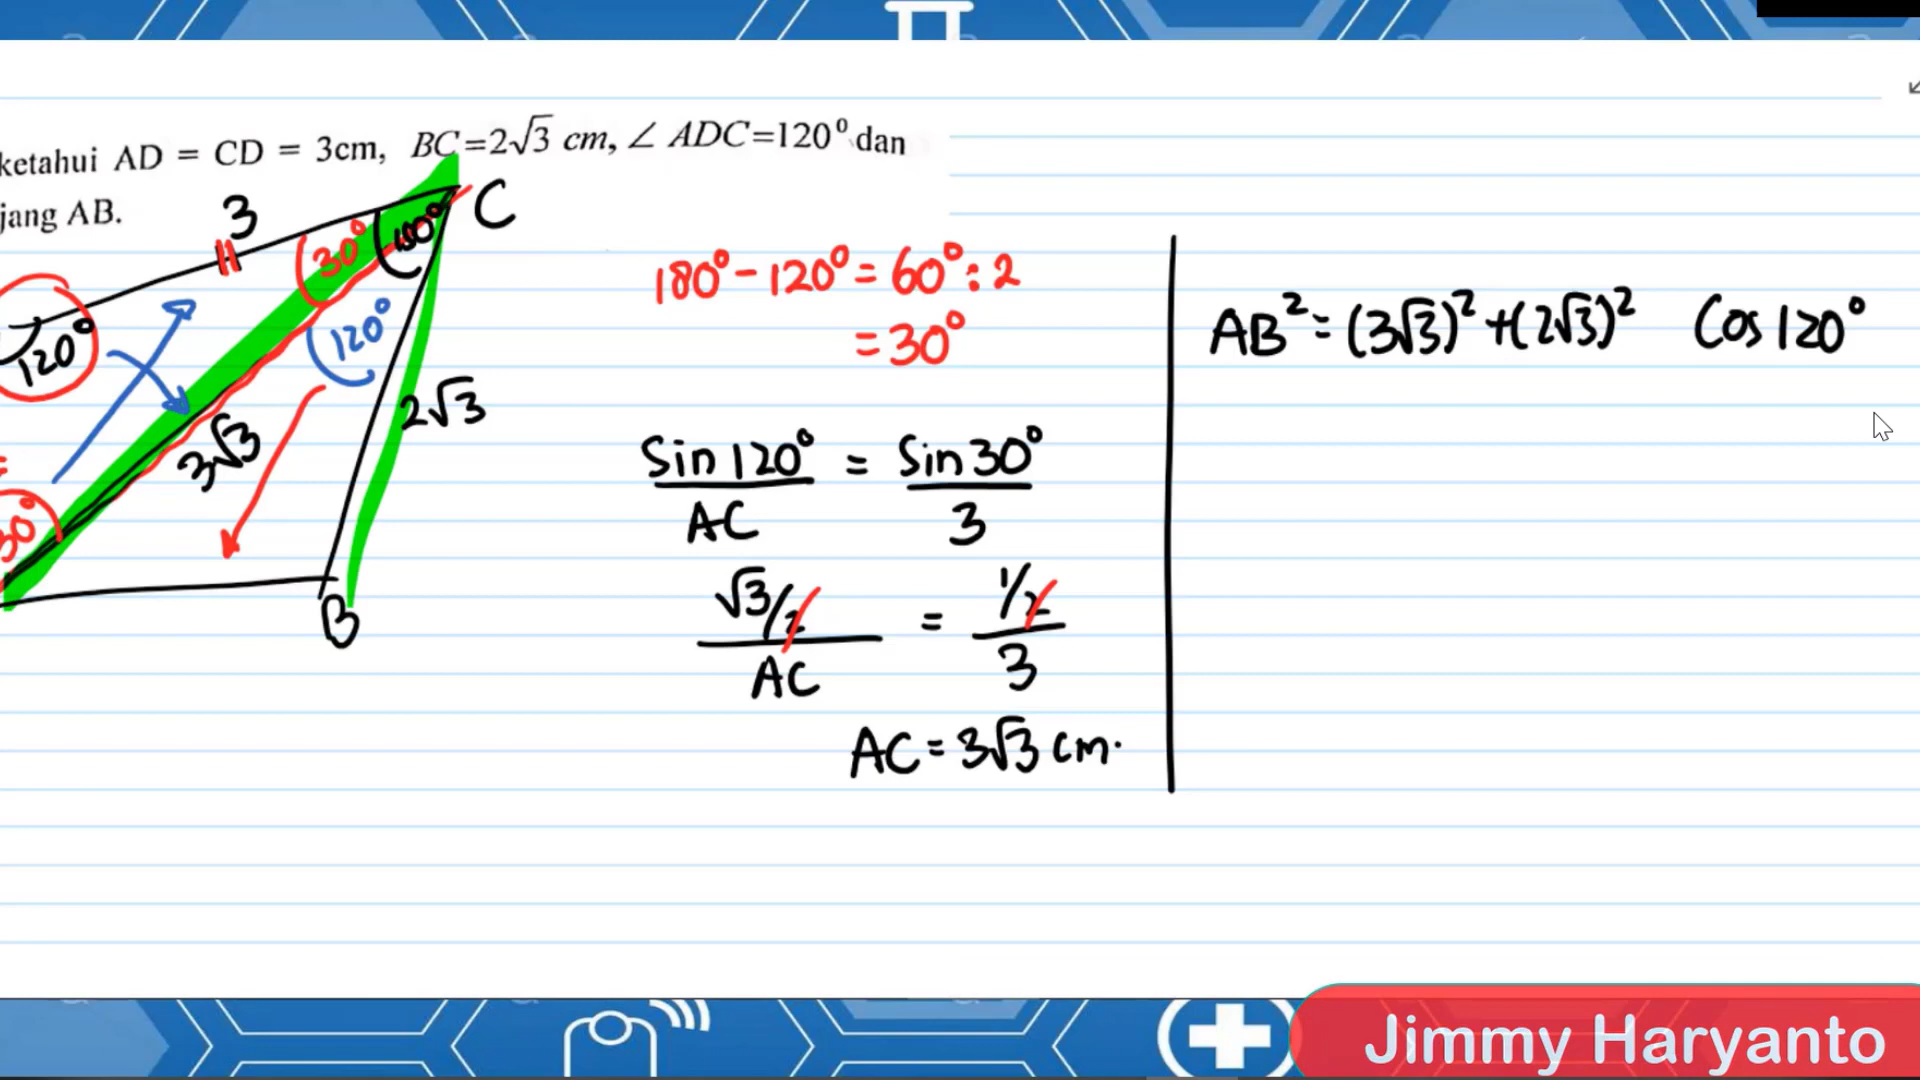 ketahui AD = CD = 3cm, BC=2√3 cm, ∠ ADC=120⁰ dan
jang AB.
3
C
30°
120°
120°
3√3
2√3
30°
B
180° - 120° = 60° : 2
= 30°
Sin 120° / AC = Sin 30° / 3
√3/2 / AC = 1/2 / 3
AC = 3√3 cm.
AB² = (3√3)² + (2√3)² Cos 120°
Jimmy Haryanto